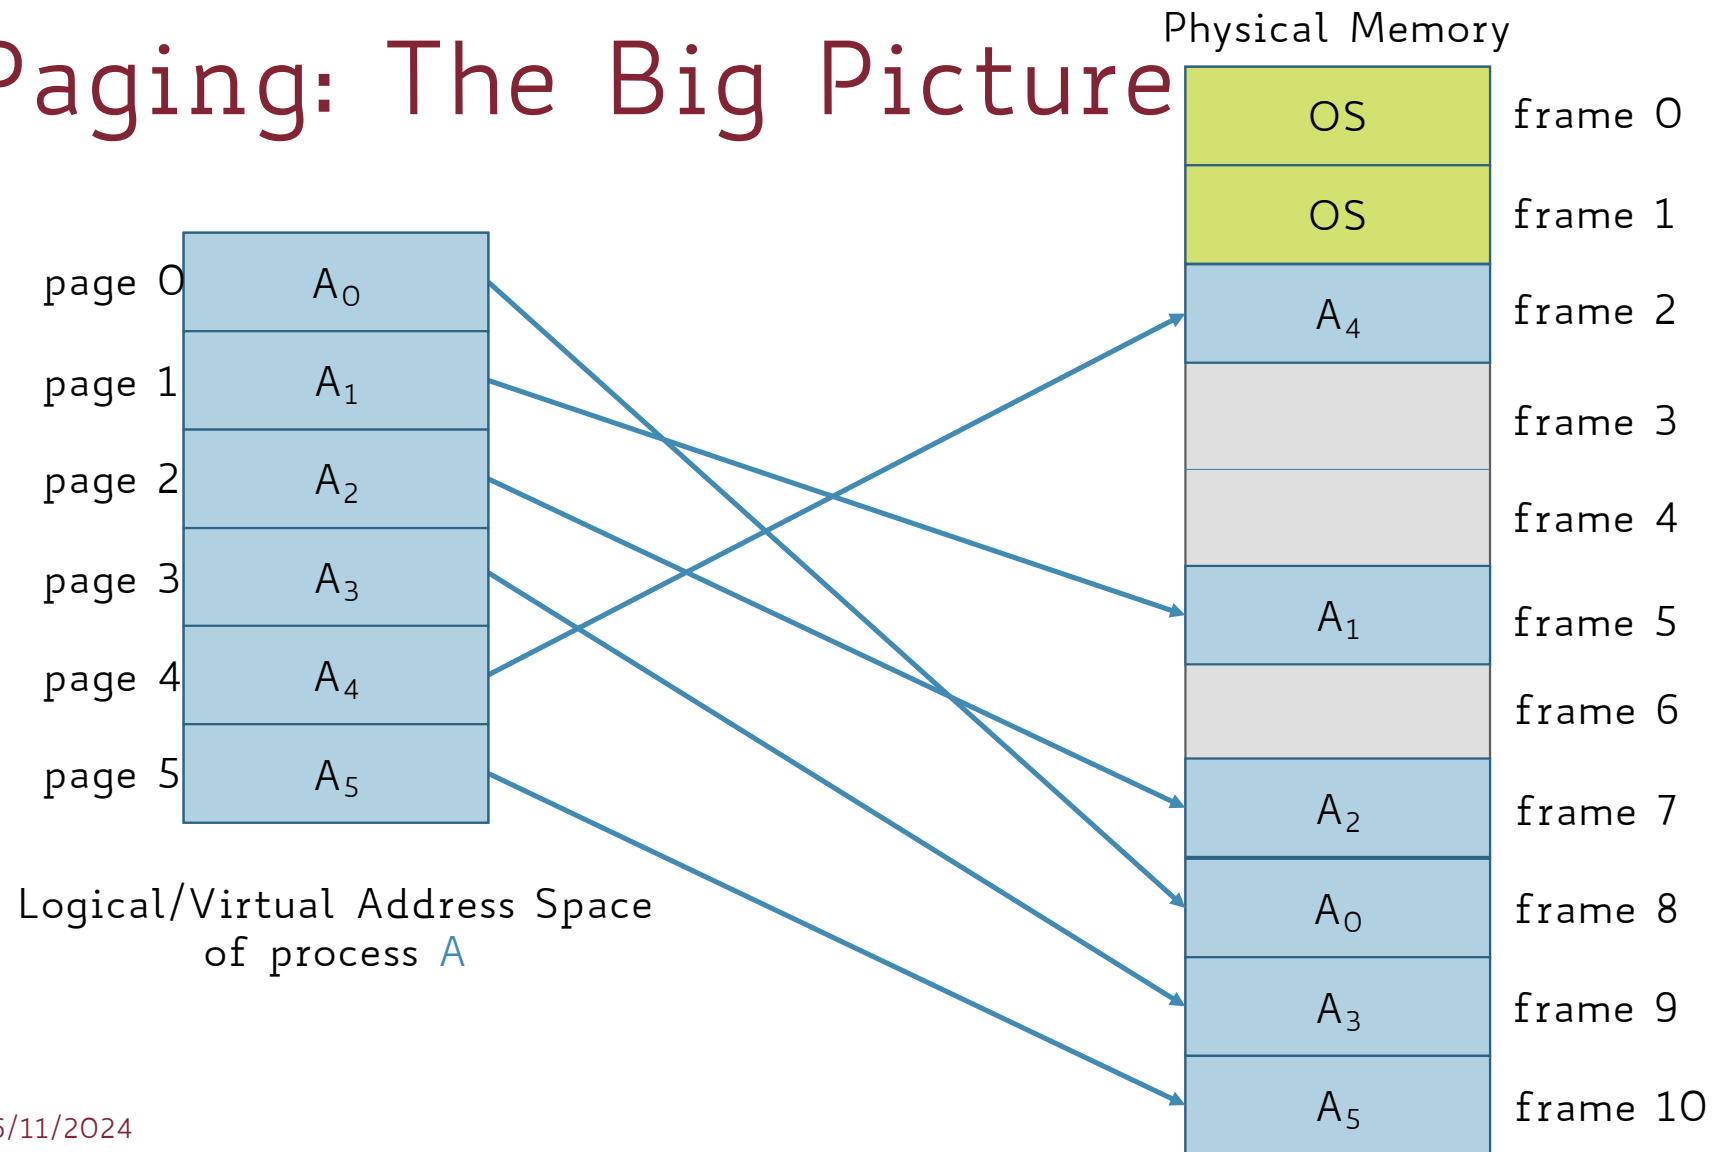 Paging: The Big Picture
Physical Memory
OS frame 0
OS frame 1
A4 frame 2
frame 3
frame 4
A1 frame 5
frame 6
A2 frame 7
A0 frame 8
A3 frame 9
A5 frame 10
page 0 A0
page 1 A1
page 2 A2
page 3 A3
page 4 A4
page 5 A5
Logical/Virtual Address Space
of process A
/11/2024